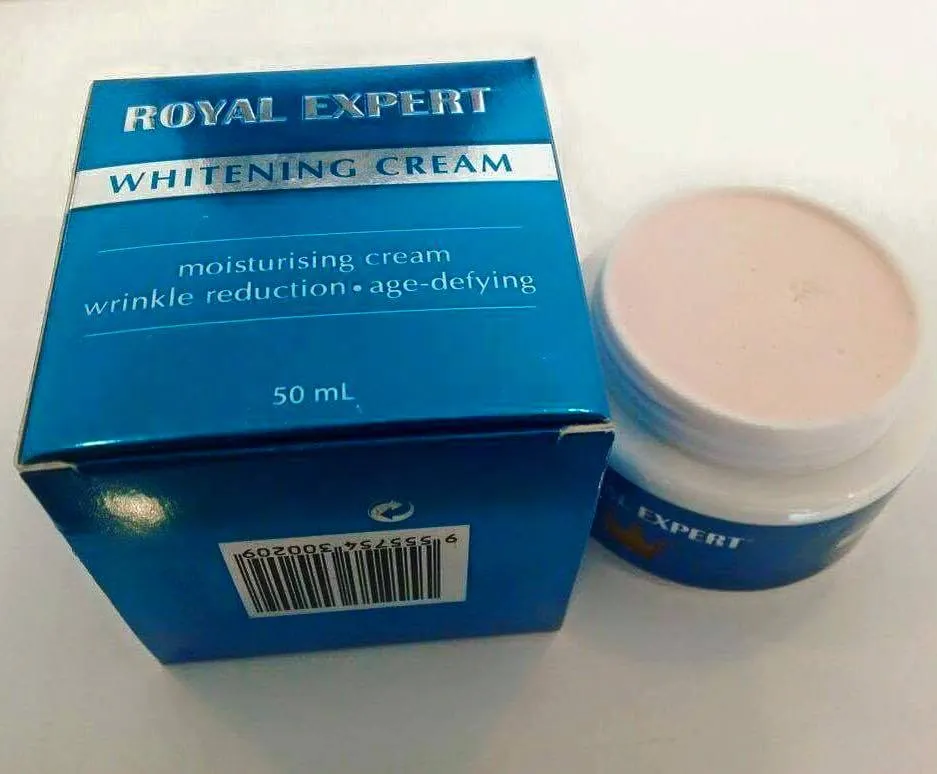 ROYAL EXPERT
WHITENING CREAM
moisturising cream
wrinkle reduction • age-defying
50 mL
9 555754 300209
EXPERT